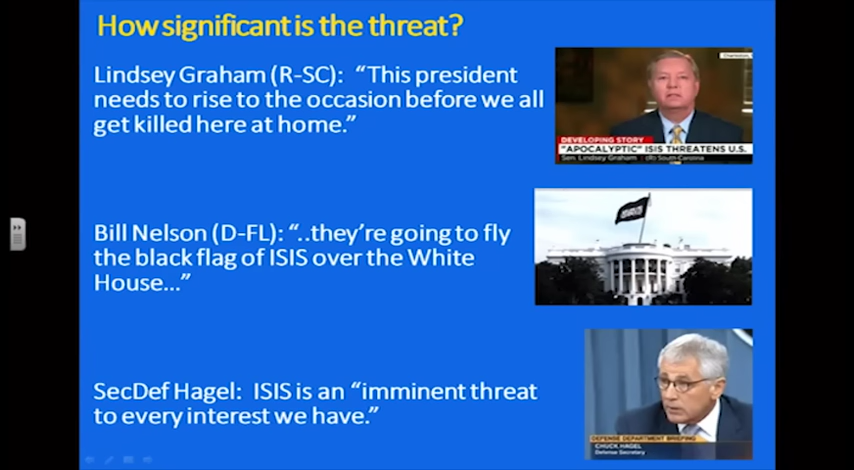 How significant is the threat?
Lindsey Graham (R-SC): “This president
needs to rise to the occasion before we all
get killed here at home.”
DEVELOPING STORY
"APOCALYPTIC" ISIS THREATENS U.S.
Sen. Lindsey Graham (R) South Carolina
Bill Nelson (D-FL): “..they’re going to fly
the black flag of ISIS over the White
House…”
SecDef Hagel: ISIS is an “imminent threat
to every interest we have.”
DEFENSE DEPARTMENT BRIEFING
CHUCK HAGEL
Defense Secretary